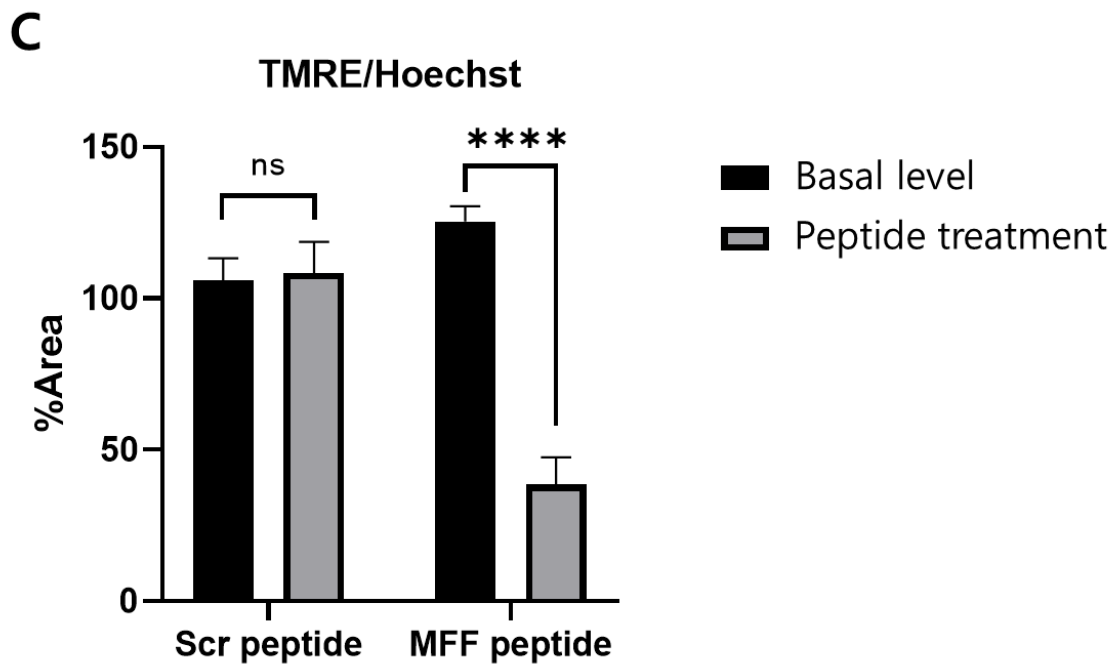 C
TMRE/Hoechst
150
100
50
0
%Area
ns
****
Basal level
Peptide treatment
Scr peptide
MFF peptide